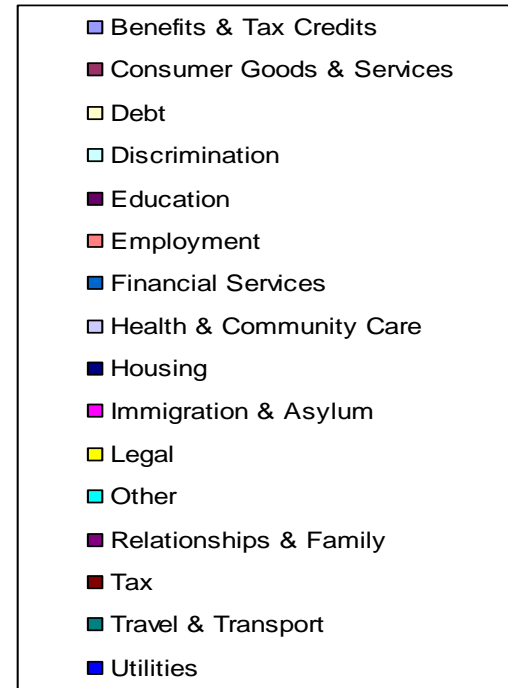 Benefits & Tax Credits
Consumer Goods & Services
Debt
Discrimination
Education
Employment
Financial Services
Health & Community Care
Housing
Immigration & Asylum
Legal
Other
Relationships & Family
Tax
Travel & Transport
Utilities